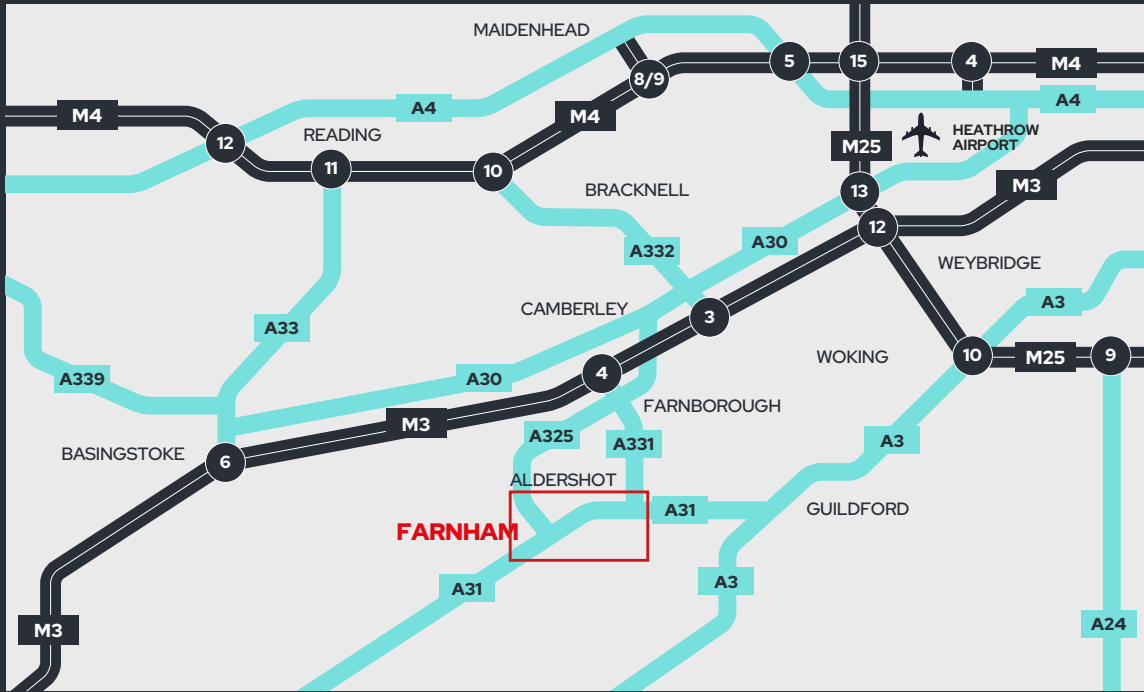 MAIDENHEAD
5
15
4
M4
8/9
A4
A4
M4
M4
READING
12
11
10
M25
HEATHROW
AIRPORT
BRACKNELL
13
M3
12
A332
A30
WEYBRIDGE
CAMBERLEY
A3
3
A33
WOKING
10
M25
9
A339
A30
4
FARNBOROUGH
M3
A325
A331
A3
BASINGSTOKE
6
ALDERSHOT
A31
GUILDFORD
FARNHAM
A31
A3
M3
A24